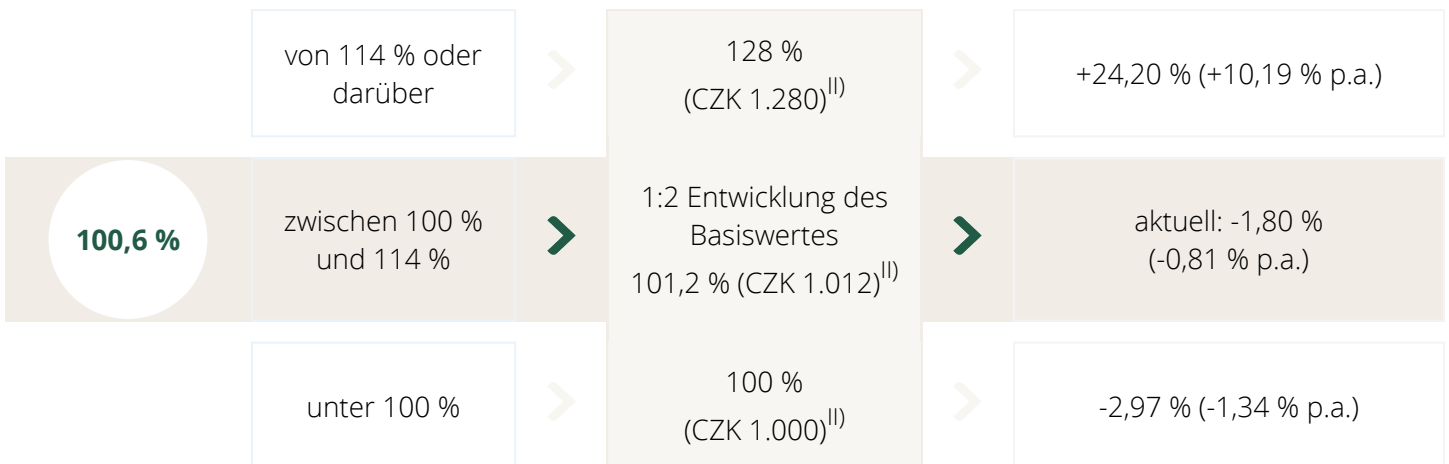 von 114 % oder
darüber
128 %
(CZK 1.280)II)
+24,20 % (+10,19 % p.a.)
100,6 %
zwischen 100 %
und 114 %
1:2 Entwicklung des
Basiswertes
101,2 % (CZK 1.012)II)
aktuell: -1,80 %
(-0,81 % p.a.)
unter 100 %
100 %
(CZK 1.000)II)
-2,97 % (-1,34 % p.a.)